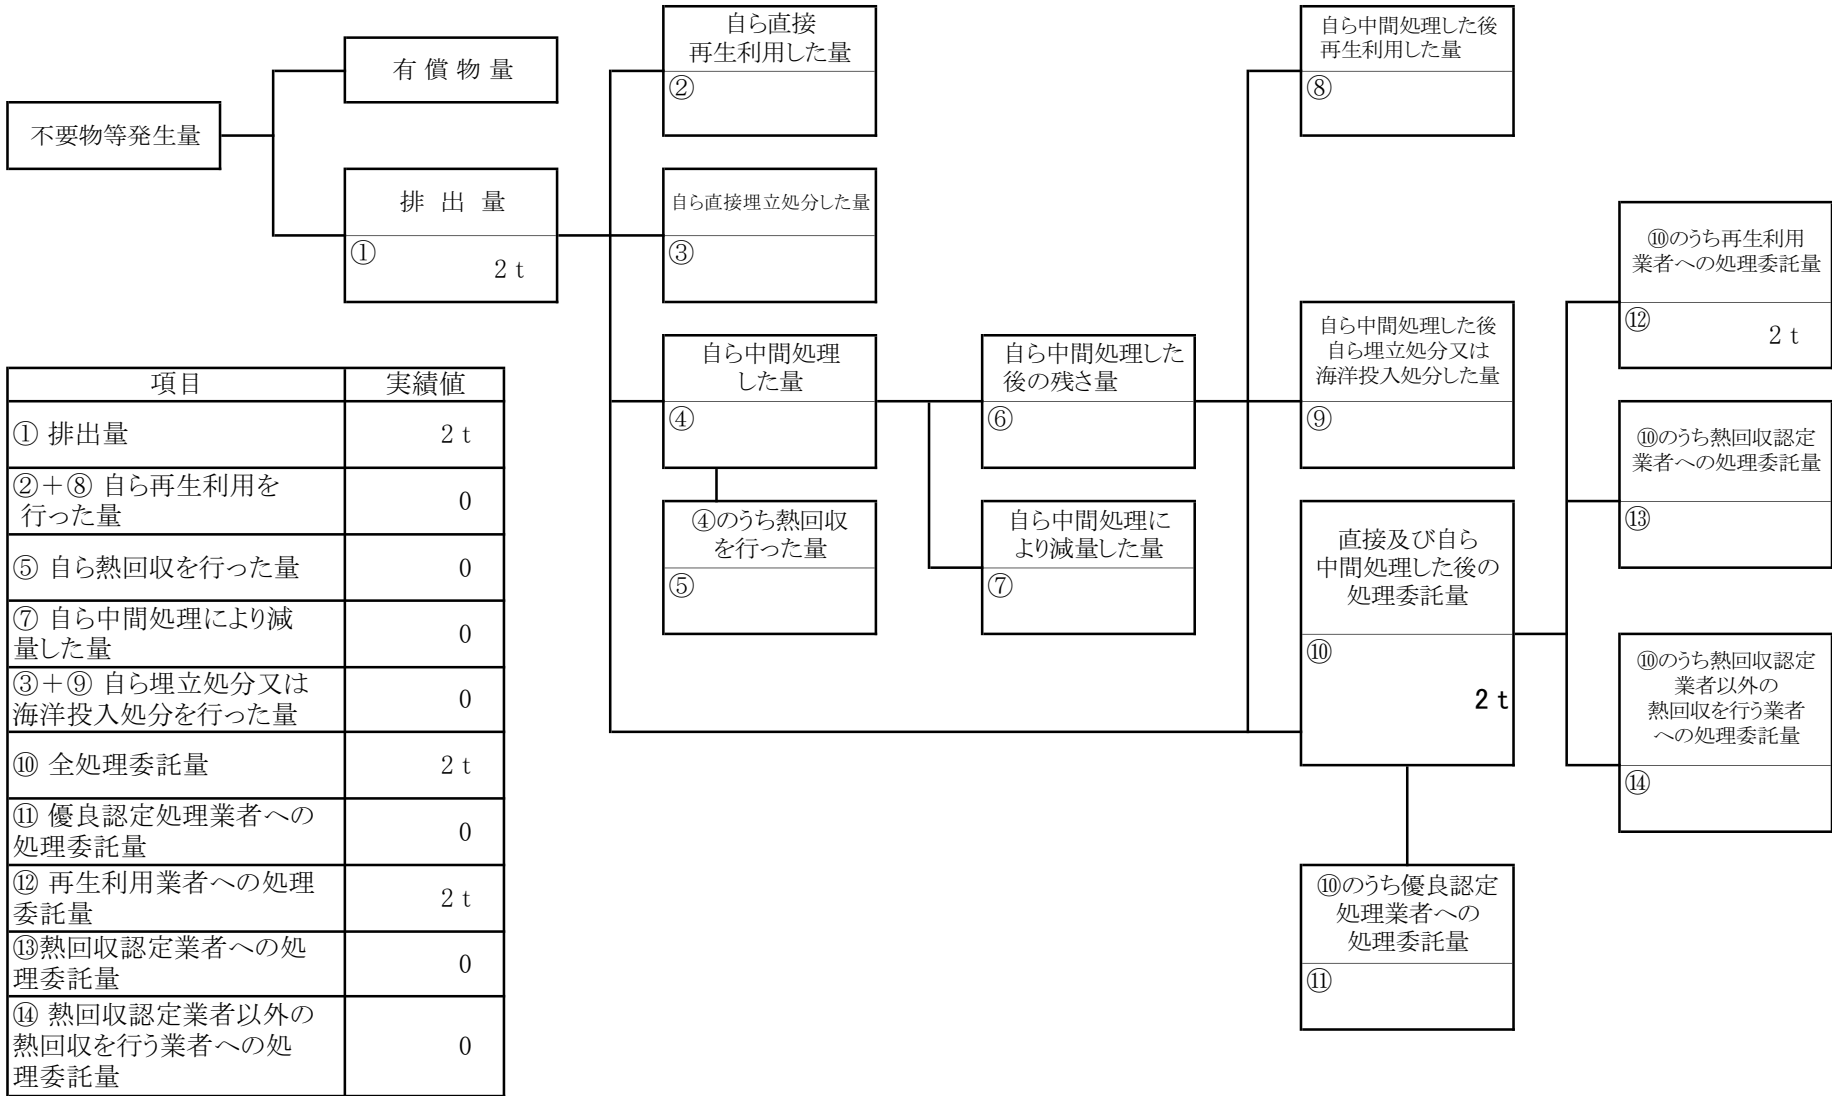 不要物等発生量
有 償 物 量
排 出 量
①
2 t
自ら直接
再生利用した量
②
自ら直接埋立処分した量
③
自ら中間処理
した量
④
④のうち熱回収
を行った量
⑤
自ら中間処理した
後の残さ量
⑥
自ら中間処理に
より減量した量
⑦
自ら中間処理した後
再生利用した量
⑧
自ら中間処理した後
自ら埋立処分又は
海洋投入処分した量
⑨
直接及び自ら
中間処理した後の
処理委託量
⑩
2 t
⑩のうち優良認定
処理業者への
処理委託量
⑪
⑩のうち再生利用
業者への処理委託量
⑫
2 t
⑩のうち熱回収認定
業者への処理委託量
⑬
⑩のうち熱回収認定
業者以外の
熱回収を行う業者
への処理委託量
⑭
項目 実績値
① 排出量 2 t
②＋⑧ 自ら再生利用を
行った量 0
⑤ 自ら熱回収を行った量 0
⑦ 自ら中間処理により減
量した量 0
③＋⑨ 自ら埋立処分又は
海洋投入処分を行った量 0
⑩ 全処理委託量 2 t
⑪ 優良認定処理業者への
処理委託量 0
⑫ 再生利用業者への処理
委託量 2 t
⑬熱回収認定業者への処
理委託量 0
⑭ 熱回収認定業者以外の
熱回収を行う業者への処
理委託量 0